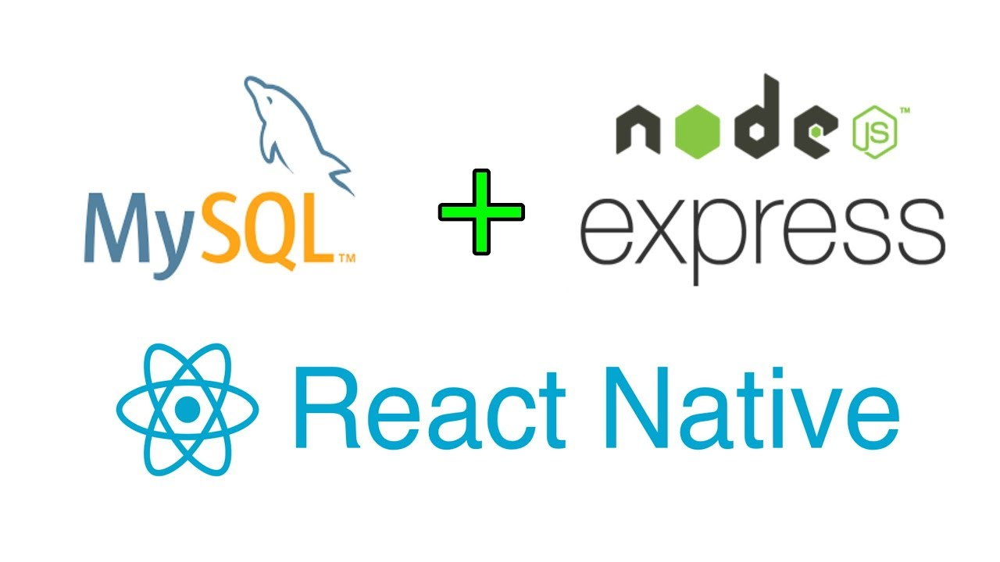 node JS™
MySQL™
express
React Native